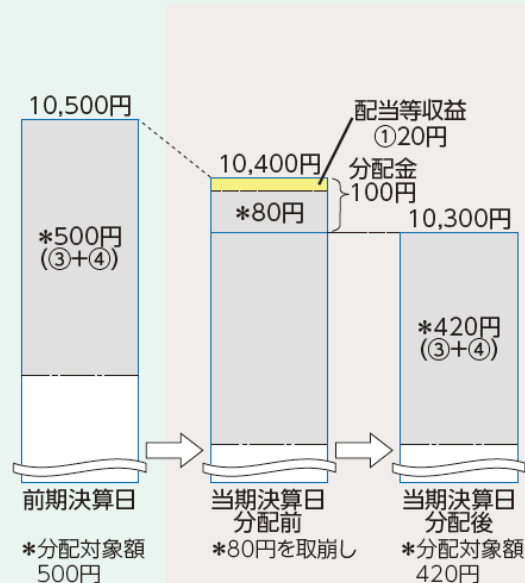 10,500円
配当等収益
①20円
10,400円
分配金
100円
*80円
10,300円
*500円
(③+④)
*420円
(③+④)
前期決算日
当期決算日
分配前
当期決算日
分配後
*分配対象額
500円
*80円を取崩し
*分配対象額
420円